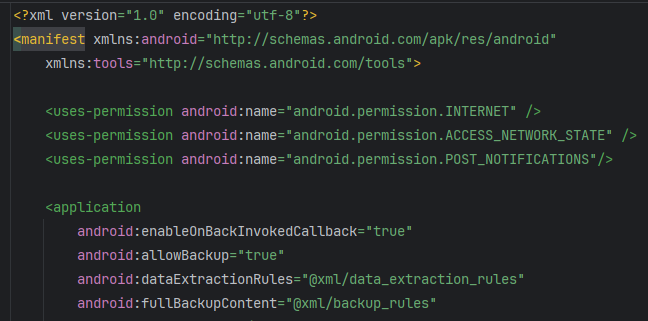 <?xml version="1.0" encoding="utf-8"?>
<manifest xmlns:android="http://schemas.android.com/apk/res/android"
    xmlns:tools="http://schemas.android.com/tools">

    <uses-permission android:name="android.permission.INTERNET" />
    <uses-permission android:name="android.permission.ACCESS_NETWORK_STATE" />
    <uses-permission android:name="android.permission.POST_NOTIFICATIONS"/>

    <application
        android:enableOnBackInvokedCallback="true"
        android:allowBackup="true"
        android:dataExtractionRules="@xml/data_extraction_rules"
        android:fullBackupContent="@xml/backup_rules"